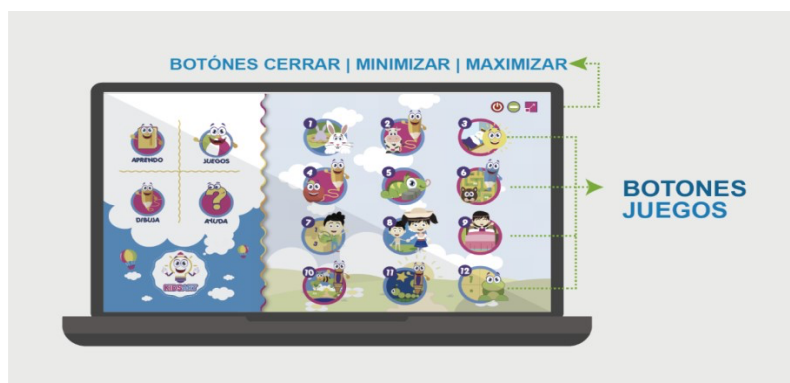 BOTÓNES CERRAR | MINIMIZAR | MAXIMIZAR
APRENDO
JUEGOS
DIBUJA
AYUDA
1
2
3
4
5
6
7
8
9
10
11
12
BOTONES
JUEGOS